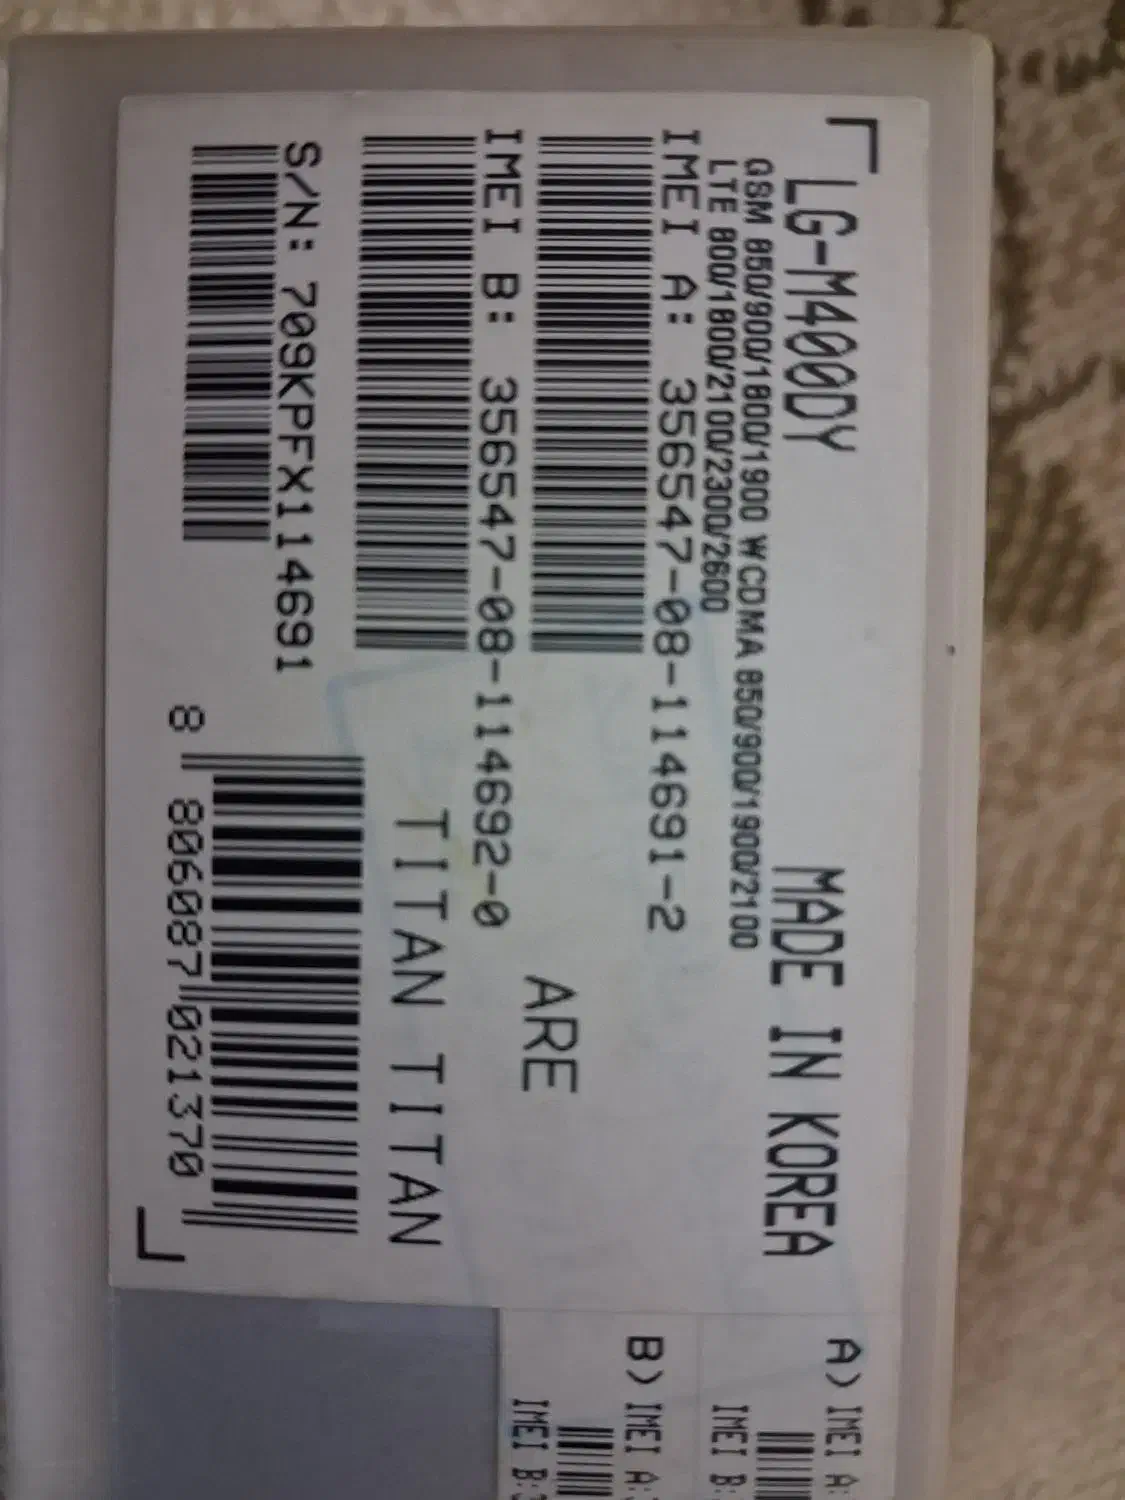 LG-M400DY MADE IN KOREA
GSM 850/900/1800/1900 WCDMA 850/900/1900/2100
LTE 800/1800/2100/2300/2600
IMEI A: 356547-08-114691-2
ARE
IMEI B: 356547-08-114692-0
TITAN TITAN
S/N: 709KPFX114691
8 806087 021370
A) IMEI A:
IMEI B:
B) IMEI A:
IMEI B: